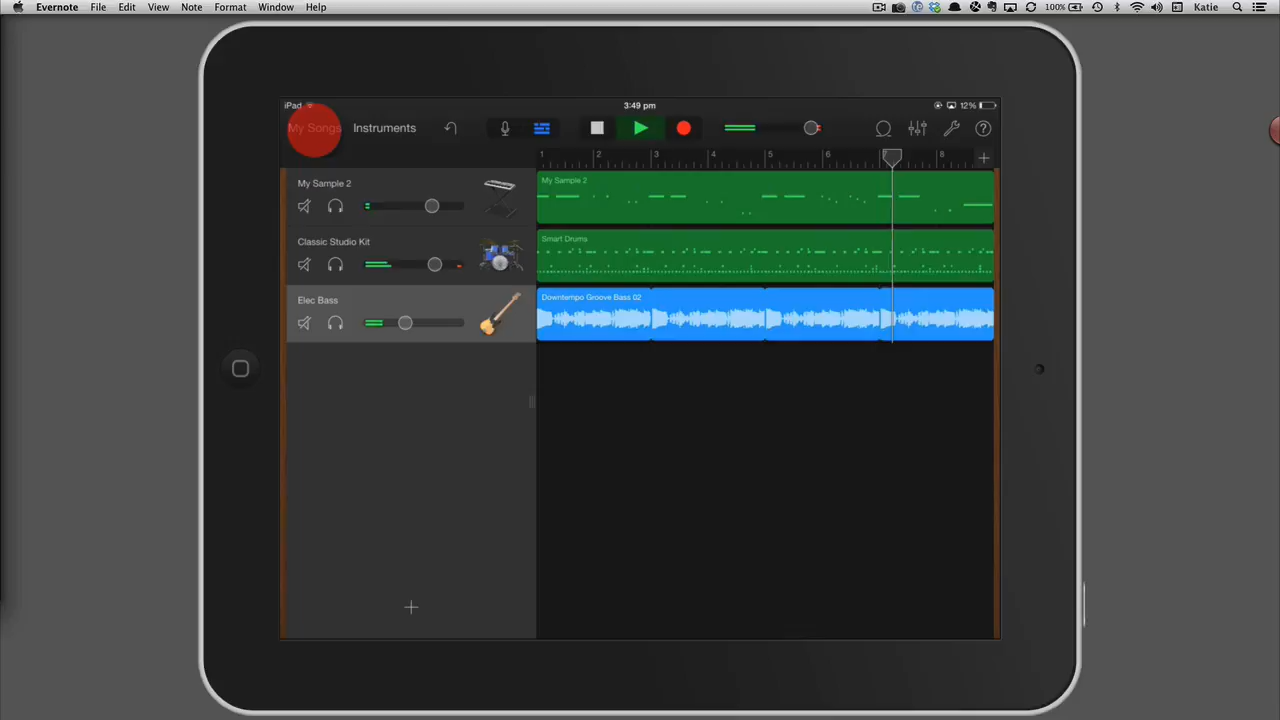 Evernote File Edit View Note Format Window Help 100% Katie
iPad 3:49 pm 12%
My Songs Instruments
1 2 3 4 5 6 7 8
My Sample 2
My Sample 2
Classic Studio Kit
Smart Drums
Elec Bass
Downtempo Groove Bass 02